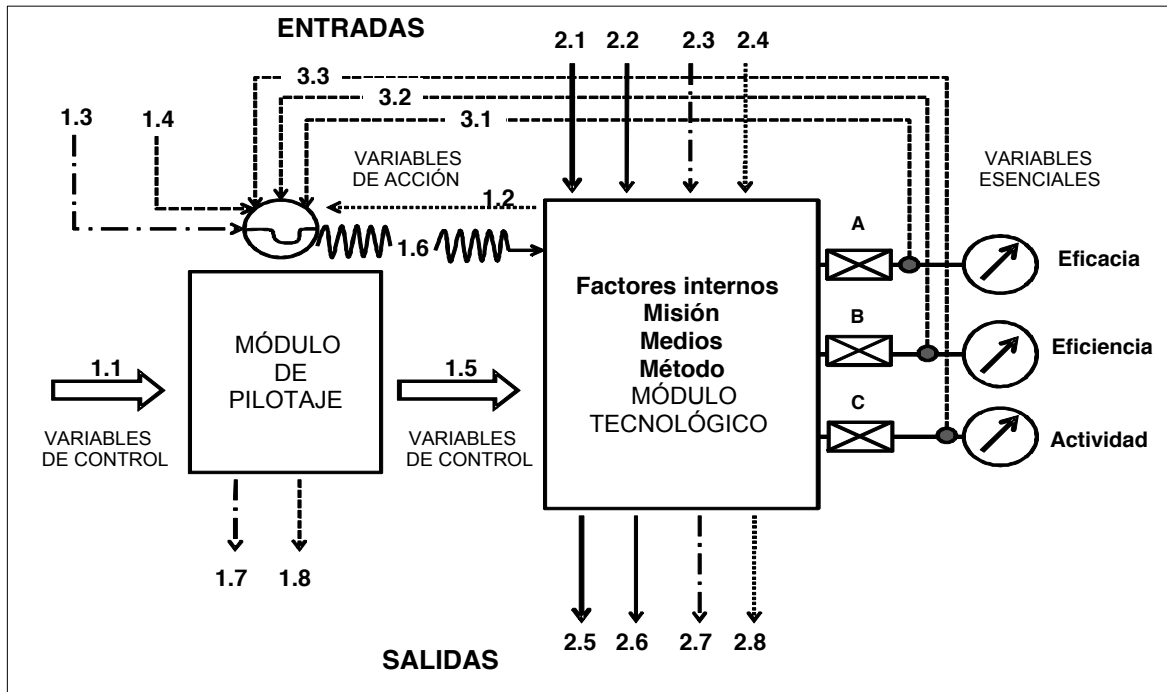 ENTRADAS
2.1 2.2 2.3 2.4
3.3
3.2
1.3 1.4 3.1
VARIABLES
DE ACCIÓN
VARIABLES
ESENCIALES
1.2
1.6
A
Eficacia
B
Eficiencia
C
Actividad
Factores internos
Misión
Medios
Método
MÓDULO
TECNOLÓGICO
MÓDULO
DE
PILOTAJE
1.1
VARIABLES
DE CONTROL
1.5
VARIABLES
DE CONTROL
1.7 1.8
2.5 2.6 2.7 2.8
SALIDAS